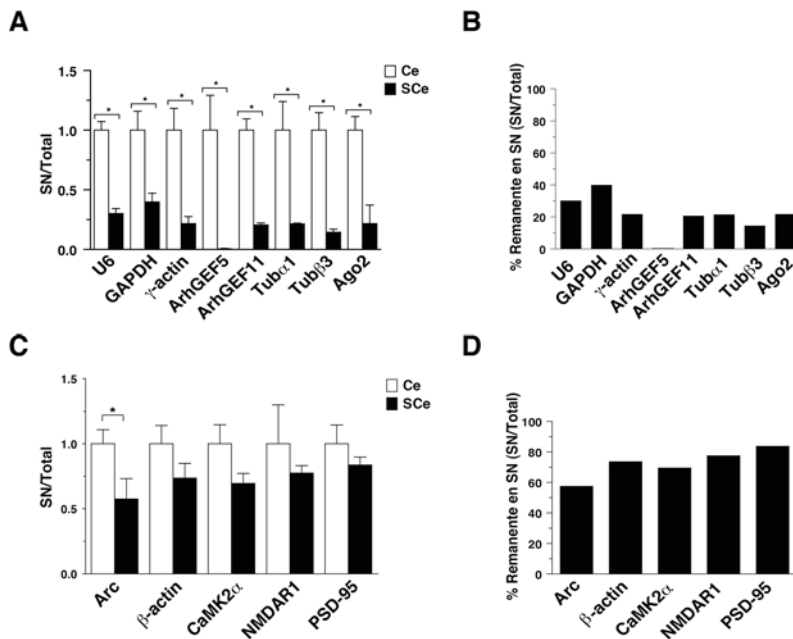 A
1.5
1.0
0.5
0.0
SN/Total
* * * * * * * *
Ce
SCe
U6
GAPDH
γ-actin
ArhGEF5
ArhGEF11
Tubα1
Tubβ3
Ago2
B
100
80
60
40
20
0
% Remanente en SN (SN/Total)
U6
GAPDH
γ-actin
ArhGEF5
ArhGEF11
Tubα1
Tubβ3
Ago2
C
1.5
1.0
0.5
0.0
SN/Total
*
Ce
SCe
Arc
β-actin
CaMK2α
NMDAR1
PSD-95
D
100
80
60
40
20
0
% Remanente en SN (SN/Total)
Arc
β-actin
CaMK2α
NMDAR1
PSD-95